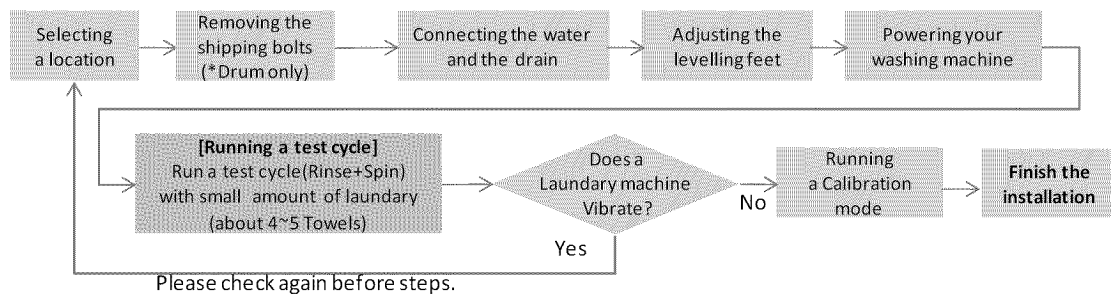 Selecting
a location
Removing the
shipping bolts
(*Drum only)
Connecting the water
and the drain
Adjusting the
levelling feet
Powering your
washing machine
[Running a test cycle]
Run a test cycle(Rinse+Spin)
with small amount of laundary
(about 4~5 Towels)
Does a
Laundary machine
Vibrate?
No
Running
a Calibration
mode
Finish the
installation
Yes
Please check again before steps.